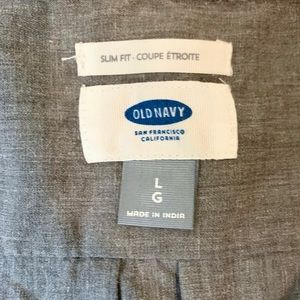 SLIM FIT · COUPE ÉTROITE
OLD NAVY
SAN FRANCISCO
CALIFORNIA
L
G
MADE IN INDIA